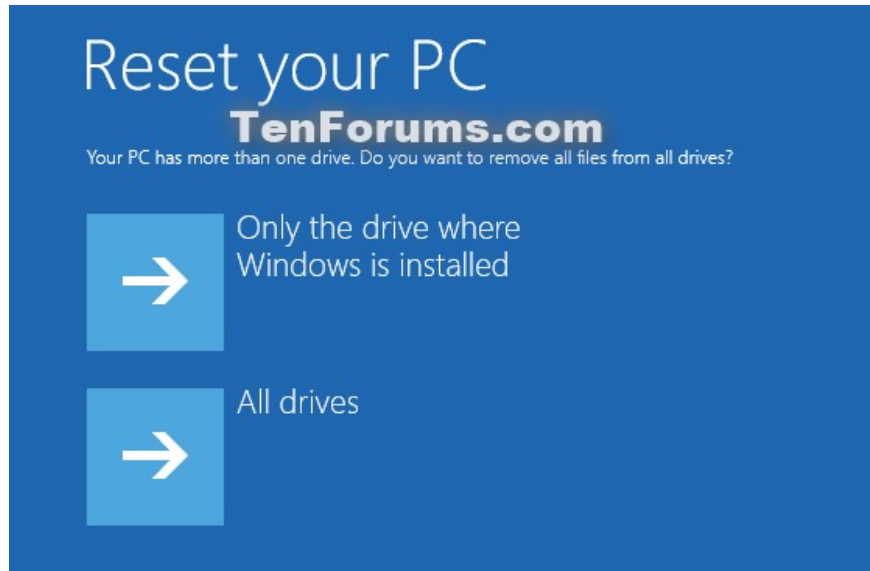 Reset your PC
TenForums.com
Your PC has more than one drive. Do you want to remove all files from all drives?
Only the drive where
Windows is installed
All drives